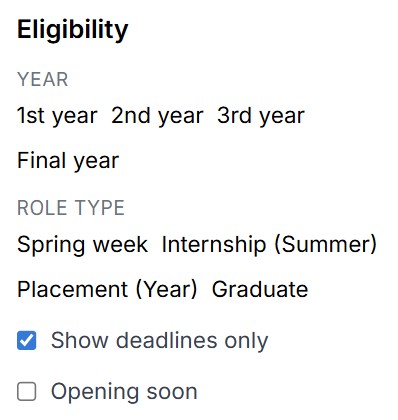 Eligibility
YEAR
1st year 2nd year 3rd year
Final year
ROLE TYPE
Spring week Internship (Summer)
Placement (Year) Graduate
Show deadlines only
Opening soon